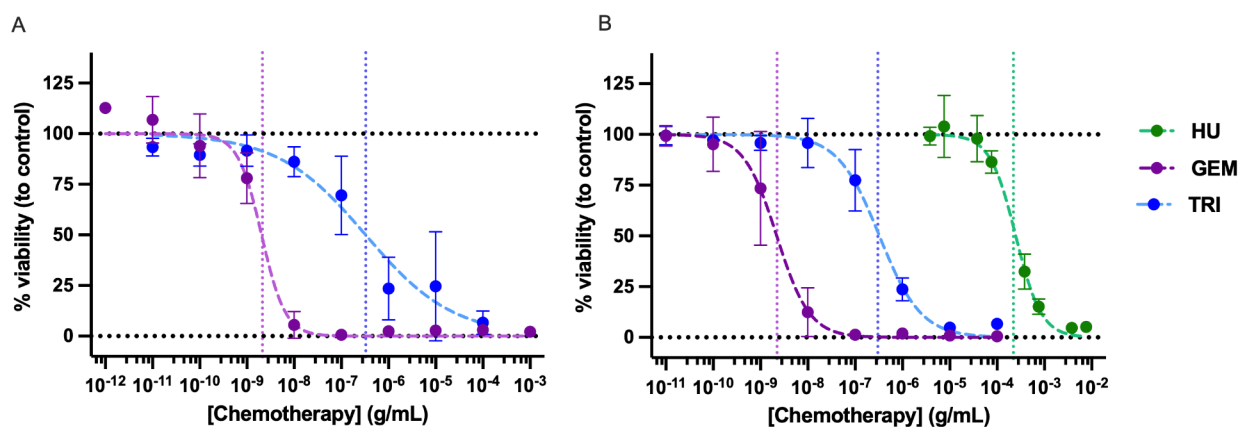 A
% viability (to control)
125
100
75
50
25
0
10-12 10-11 10-10 10-9 10-8 10-7 10-6 10-5 10-4 10-3
[Chemotherapy] (g/mL)
B
% viability (to control)
125
100
75
50
25
0
10-11 10-10 10-9 10-8 10-7 10-6 10-5 10-4 10-3 10-2
[Chemotherapy] (g/mL)
HU
GEM
TRI